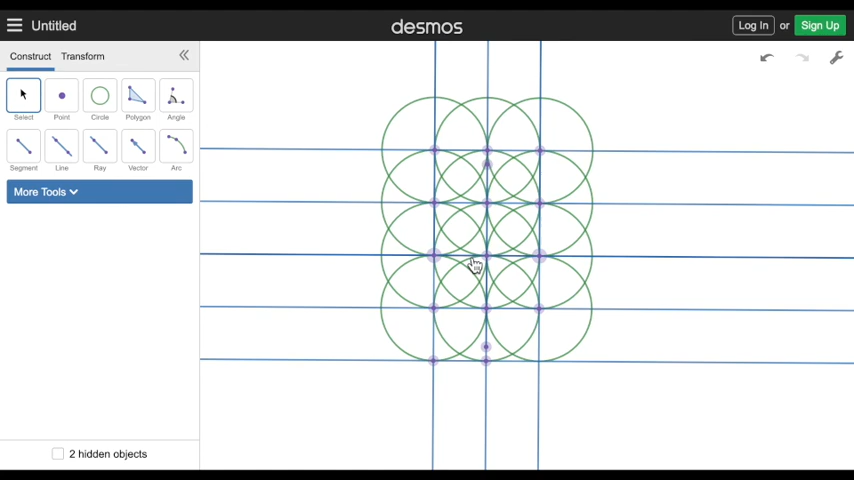 Untitled
desmos
Log In or Sign Up
Construct Transform
Select Point Circle Polygon Angle
Segment Line Ray Vector Arc
More Tools
2 hidden objects